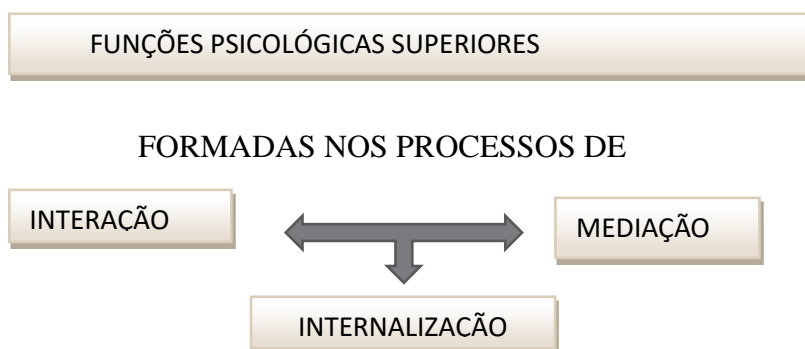 FUNÇÕES PSICOLÓGICAS SUPERIORES
FORMADAS NOS PROCESSOS DE
INTERAÇÃO
MEDIAÇÃO
INTERNALIZAÇÃO